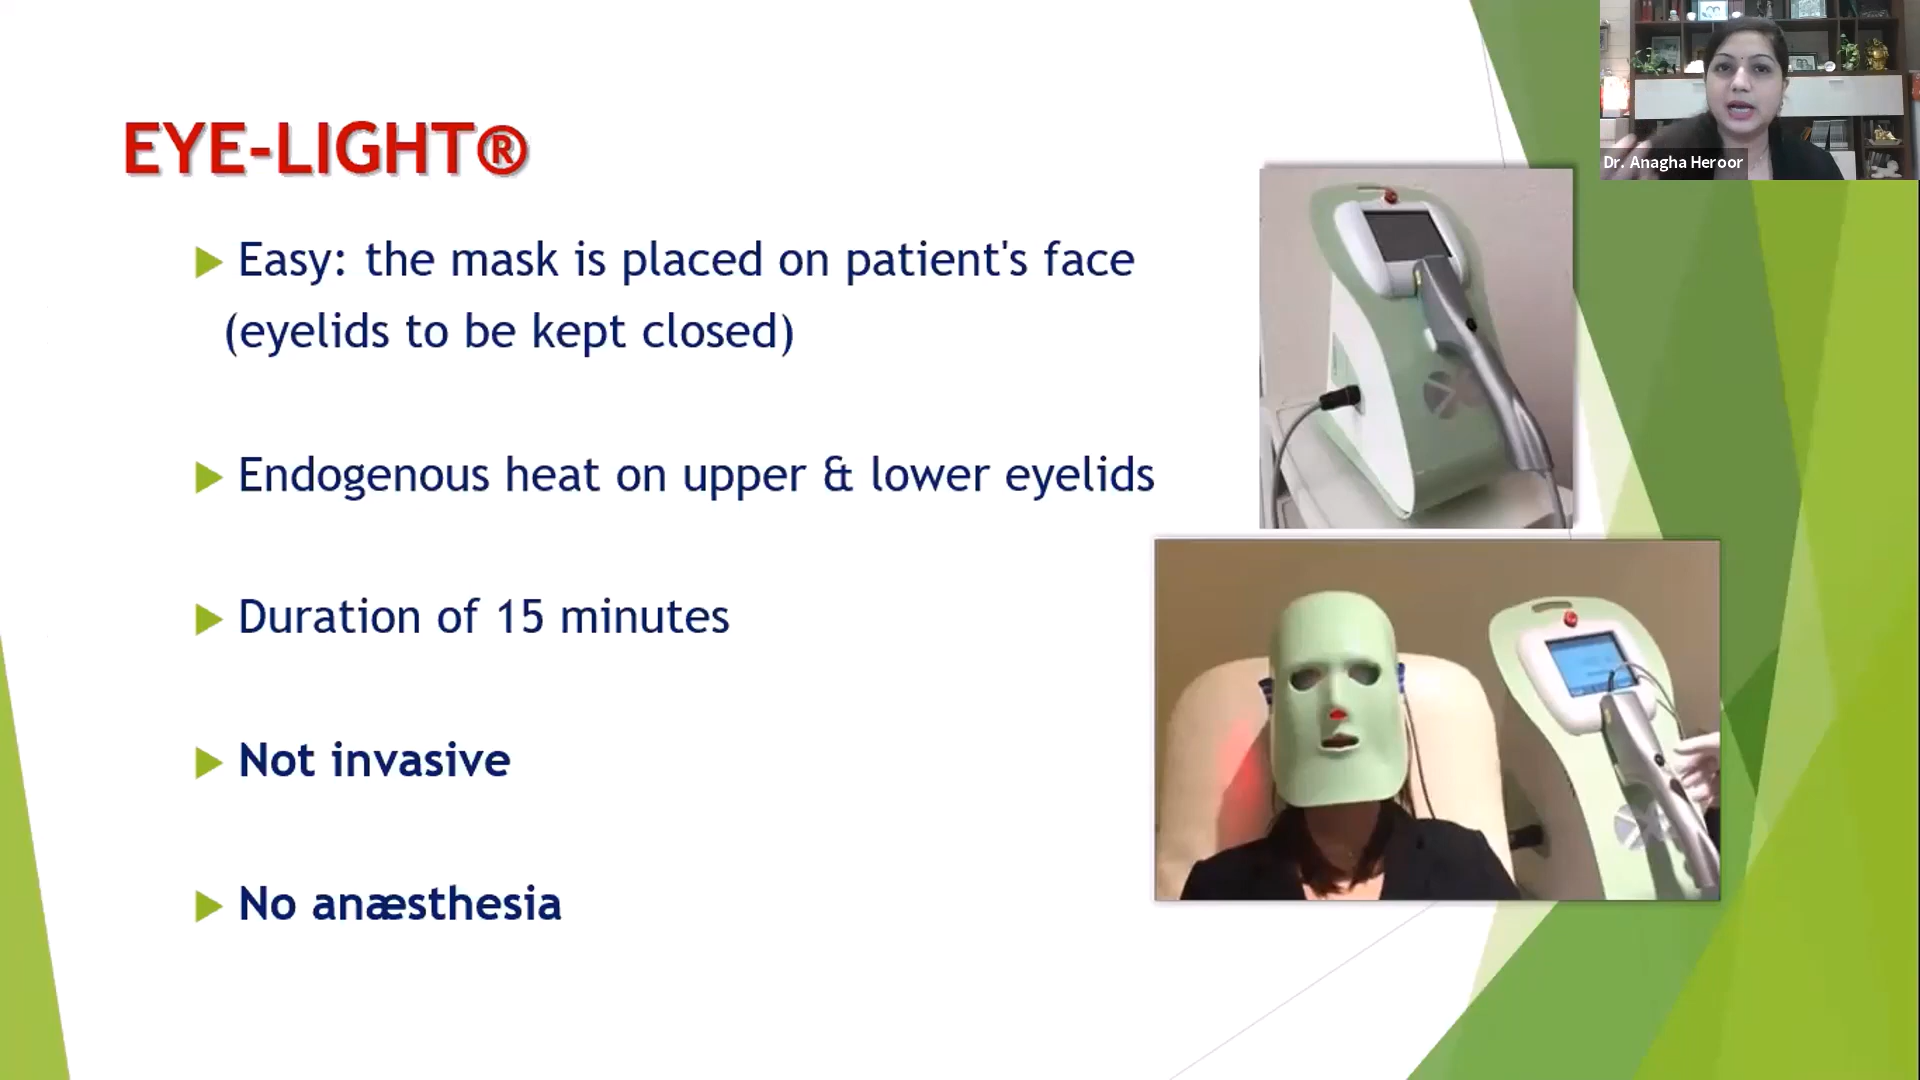 EYE-LIGHT®
Easy: the mask is placed on patient's face
(eyelids to be kept closed)
Endogenous heat on upper & lower eyelids
Duration of 15 minutes
Not invasive
No anæsthesia
Dr. Anagha Heroor